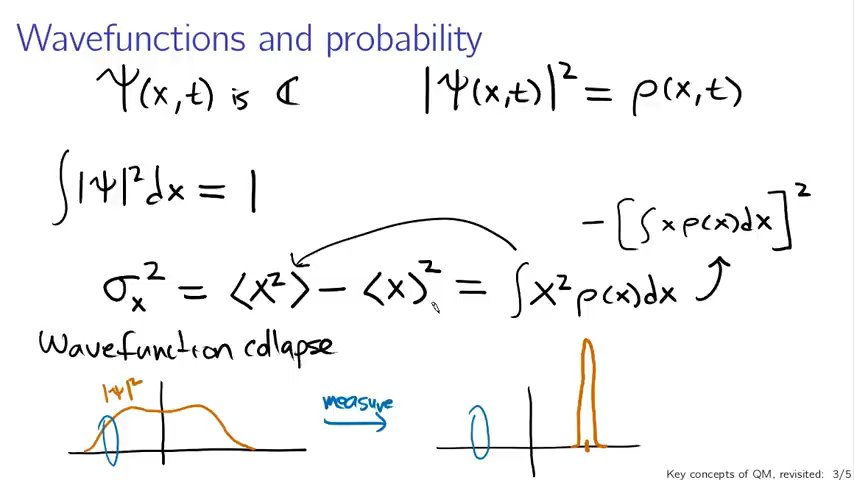 Wavefunctions and probability
Ψ(x,t) is ℂ
|Ψ(x,t)|² = ρ(x,t)
∫|Ψ|²dx = 1
- [∫xρ(x)dx]²
σₓ² = ⟨x²⟩ - ⟨x⟩² = ∫x²ρ(x)dx
Wavefunction collapse
|Ψ|²
measure
Key concepts of QM, revisited: 3/5